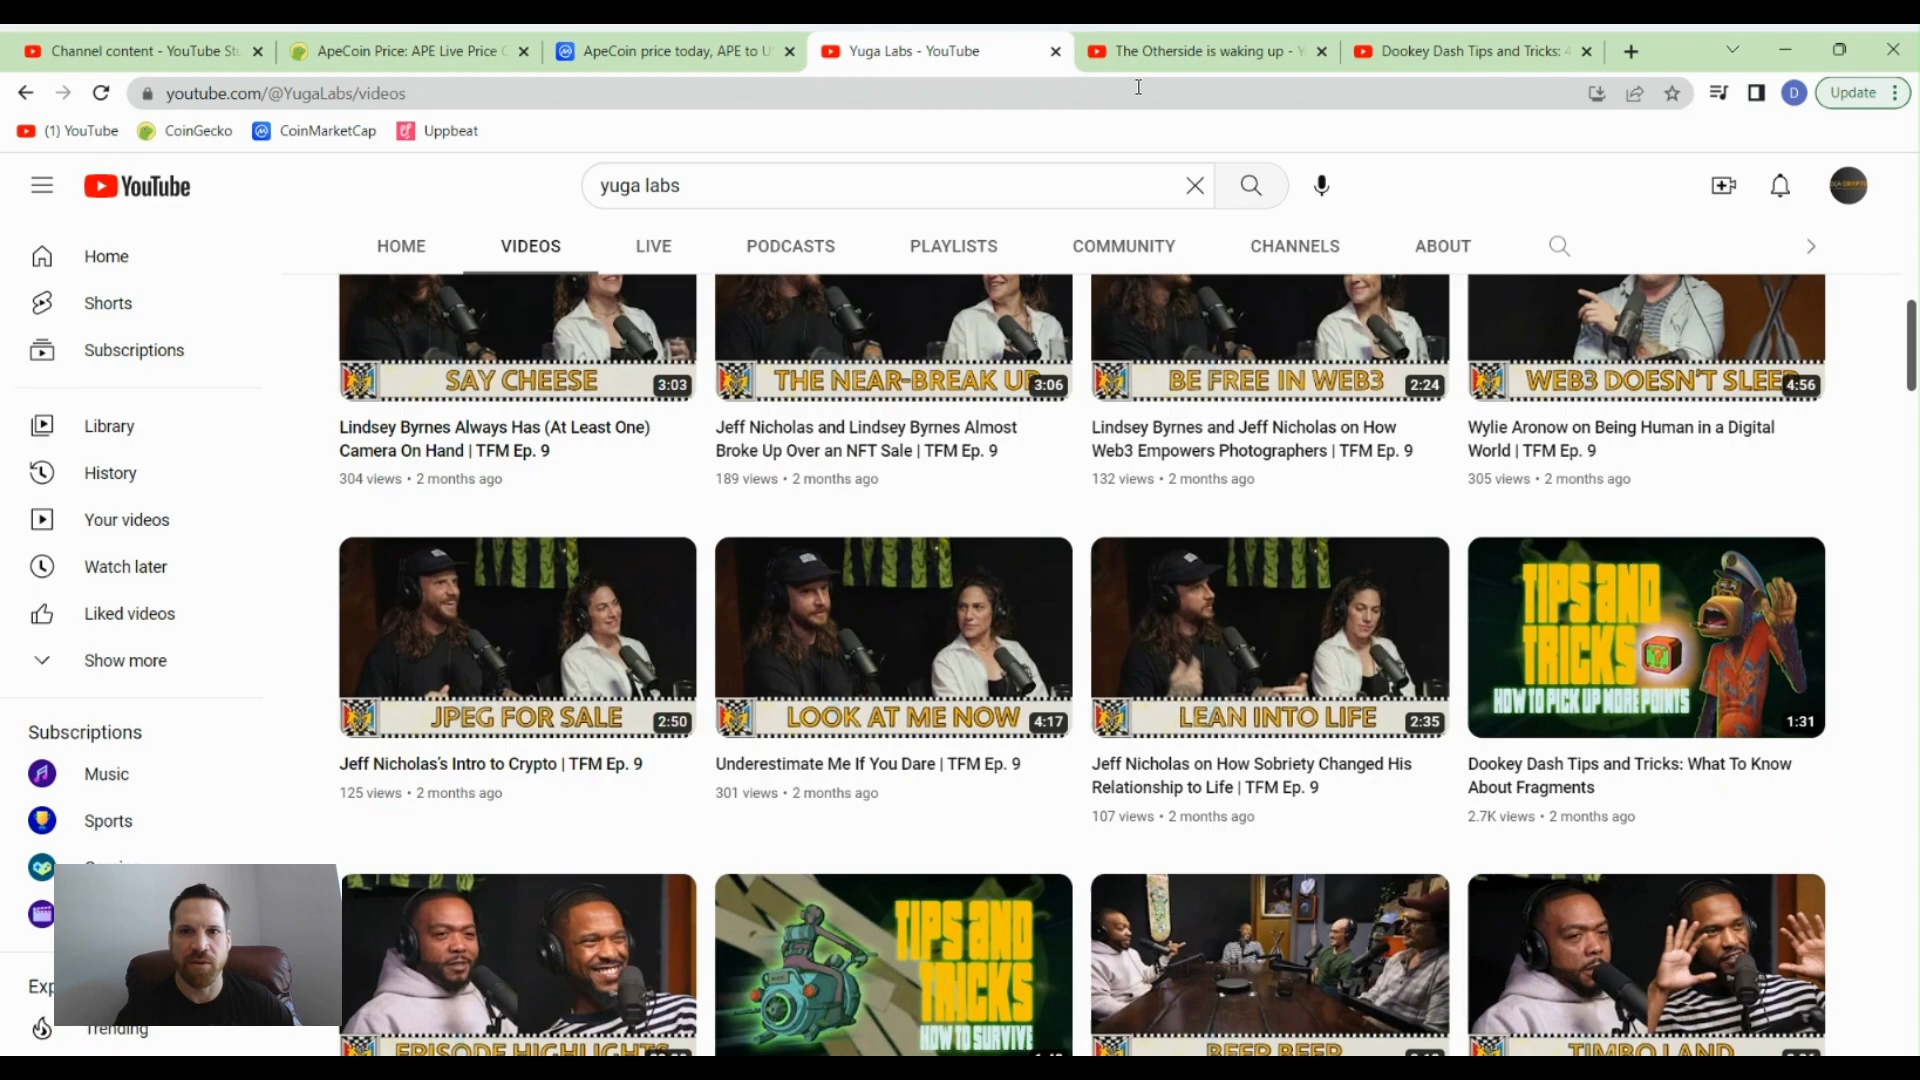 Channel content - YouTube St
ApeCoin Price: APE Live Price C
ApeCoin price today, APE to U
Yuga Labs - YouTube
The Otherside is waking up - Y
Dookey Dash Tips and Tricks: 4
youtube.com/@YugaLabs/videos
D
Update
(1) YouTube
CoinGecko
CoinMarketCap
Uppbeat
YouTube
yuga labs
HOME
VIDEOS
LIVE
PODCASTS
PLAYLISTS
COMMUNITY
CHANNELS
ABOUT
Home
Shorts
Subscriptions
Library
History
Your videos
Watch later
Liked videos
Show more
Subscriptions
Music
Sports
Exp
Trending
SAY CHEESE
3:03
THE NEAR-BREAK UP
3:06
BE FREE IN WEB3
2:24
WEB3 DOESN'T SLEEP
4:56
Lindsey Byrnes Always Has (At Least One)
Camera On Hand | TFM Ep. 9
304 views • 2 months ago
Jeff Nicholas and Lindsey Byrnes Almost
Broke Up Over an NFT Sale | TFM Ep. 9
189 views • 2 months ago
Lindsey Byrnes and Jeff Nicholas on How
Web3 Empowers Photographers | TFM Ep. 9
132 views • 2 months ago
Wylie Aronow on Being Human in a Digital
World | TFM Ep. 9
305 views • 2 months ago
JPEG FOR SALE
2:50
LOOK AT ME NOW
4:17
LEAN INTO LIFE
2:35
TIPS AND
TRICKS
HOW TO PICK UP MORE POINTS
1:31
Jeff Nicholas's Intro to Crypto | TFM Ep. 9
125 views • 2 months ago
Underestimate Me If You Dare | TFM Ep. 9
301 views • 2 months ago
Jeff Nicholas on How Sobriety Changed His
Relationship to Life | TFM Ep. 9
107 views • 2 months ago
Dookey Dash Tips and Tricks: What To Know
About Fragments
2.7K views • 2 months ago
EPISODE HIGHLIGHTS
TIPS AND
TRICKS
HOW TO SURVIVE
BEER BEER
TIMBO LAND